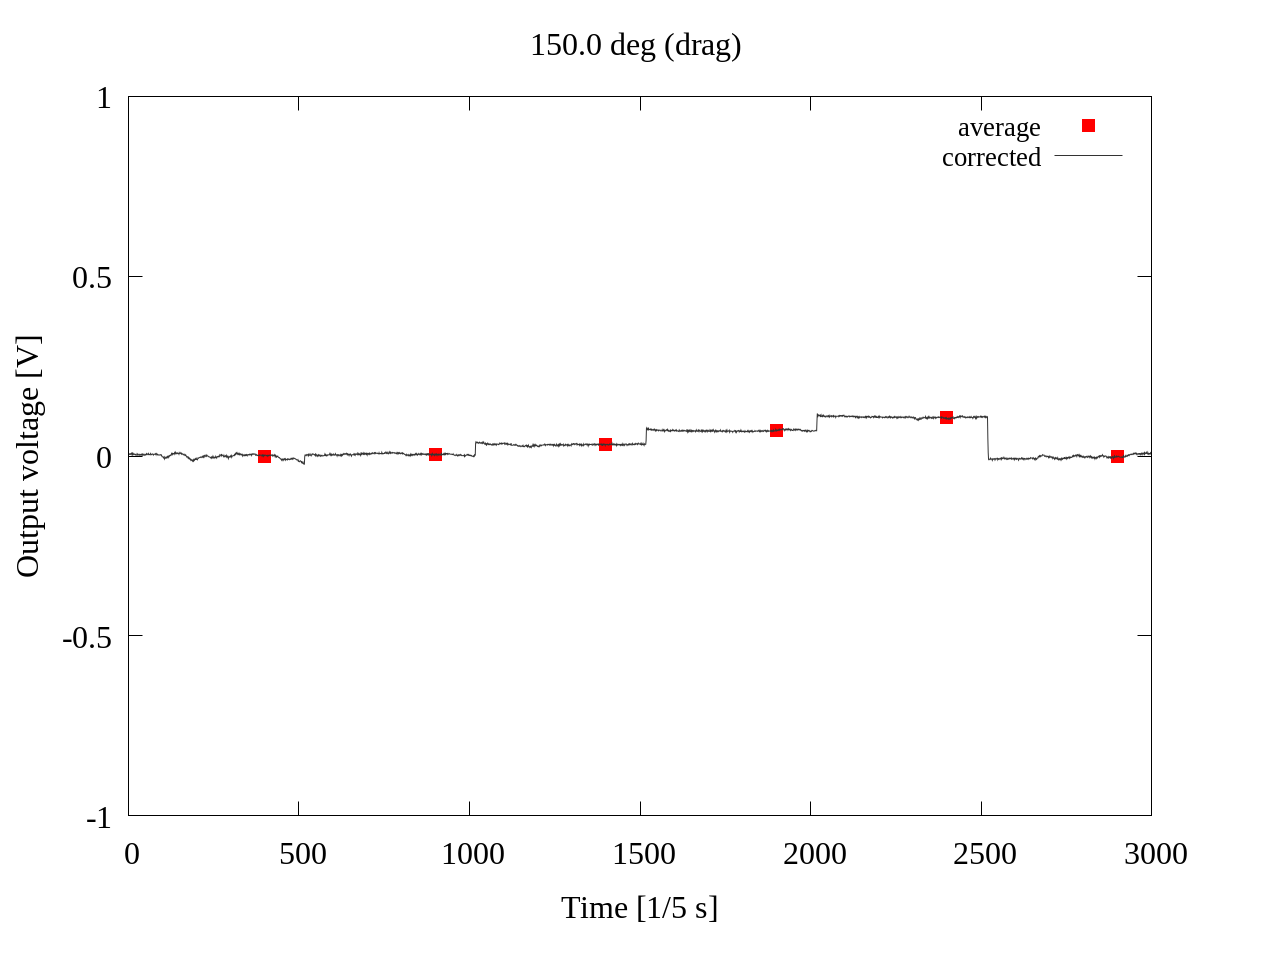 150.0 deg (drag)
1
0.5
0
-0.5
-1
Output voltage [V]
average
corrected
0 500 1000 1500 2000 2500 3000
Time [1/5 s]